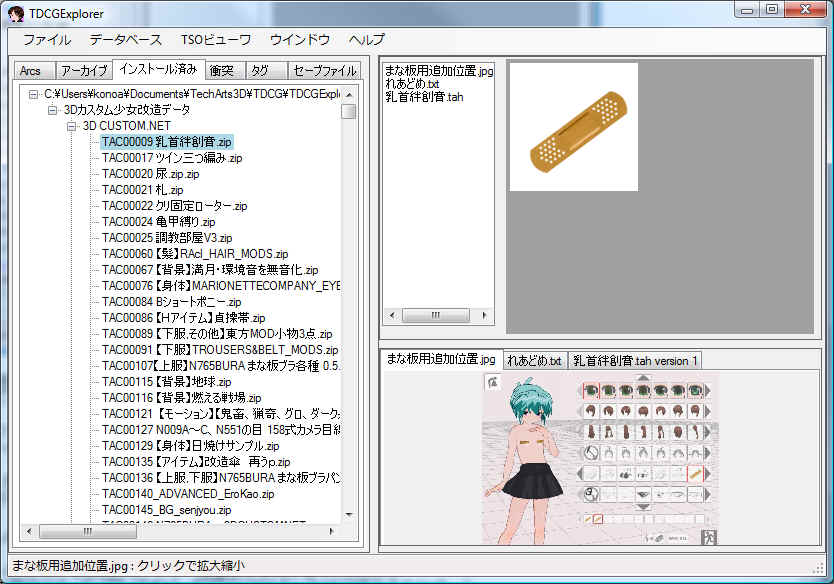 TDCGExplorer
ファイル データベース TSOビューワ ウインドウ ヘルプ
Arcs アーカイブ インストール済み 衝突 タグ セーブファイル
C:¥Users¥konoa¥Documents¥TechArts3D¥TDCG¥TDCGExpl
3Dカスタム少女改造データ
3D CUSTOM.NET
TAC00009 乳首絆創膏.zip
TAC00017 ツイン三つ編み.zip
TAC00020 尿.zip.zip
TAC00021 札.zip
TAC00022 クリ固定ローター.zip
TAC00024 亀甲縛り.zip
TAC00025 調教部屋V3.zip
TAC00060【髪】RAcl_HAIR_MODS.zip
TAC00067【背景】満月・環境音を無音化.zip
TAC00076【身体】MARIONETTECOMPANY_EYE
TAC00084 Bショートポニー.zip
TAC00086【Hアイテム】貞操帯.zip
TAC00089【下服,その他】東方MOD小物3点.zip
TAC00091【下服】TROUSERS&BELT_MODS.zip
TAC00107【上服】N765BURA まな板ブラ各種 0.5.
TAC00115【背景】地球.zip
TAC00116【背景】燃える戦場.zip
TAC00121 【モーション】【鬼畜、猟奇、グロ、ダーク
TAC00127 N009A～C、N551の目 158式カメラ目線
TAC00129【身体】日焼けサンプル.zip
TAC00135【アイテム】改造傘 再うp.zip
TAC00136【上服,下服】N765BURA まな板ブラパン
TAC00140_ADVANCED_EroKao.zip
TAC00145_BG_senjyou.zip
まな板用追加位置.jpg
れあどめ.txt
乳首絆創膏.tah
まな板用追加位置.jpg れあどめ.txt 乳首絆創膏.tah version 1
まな板用追加位置.jpg : クリックで拡大縮小